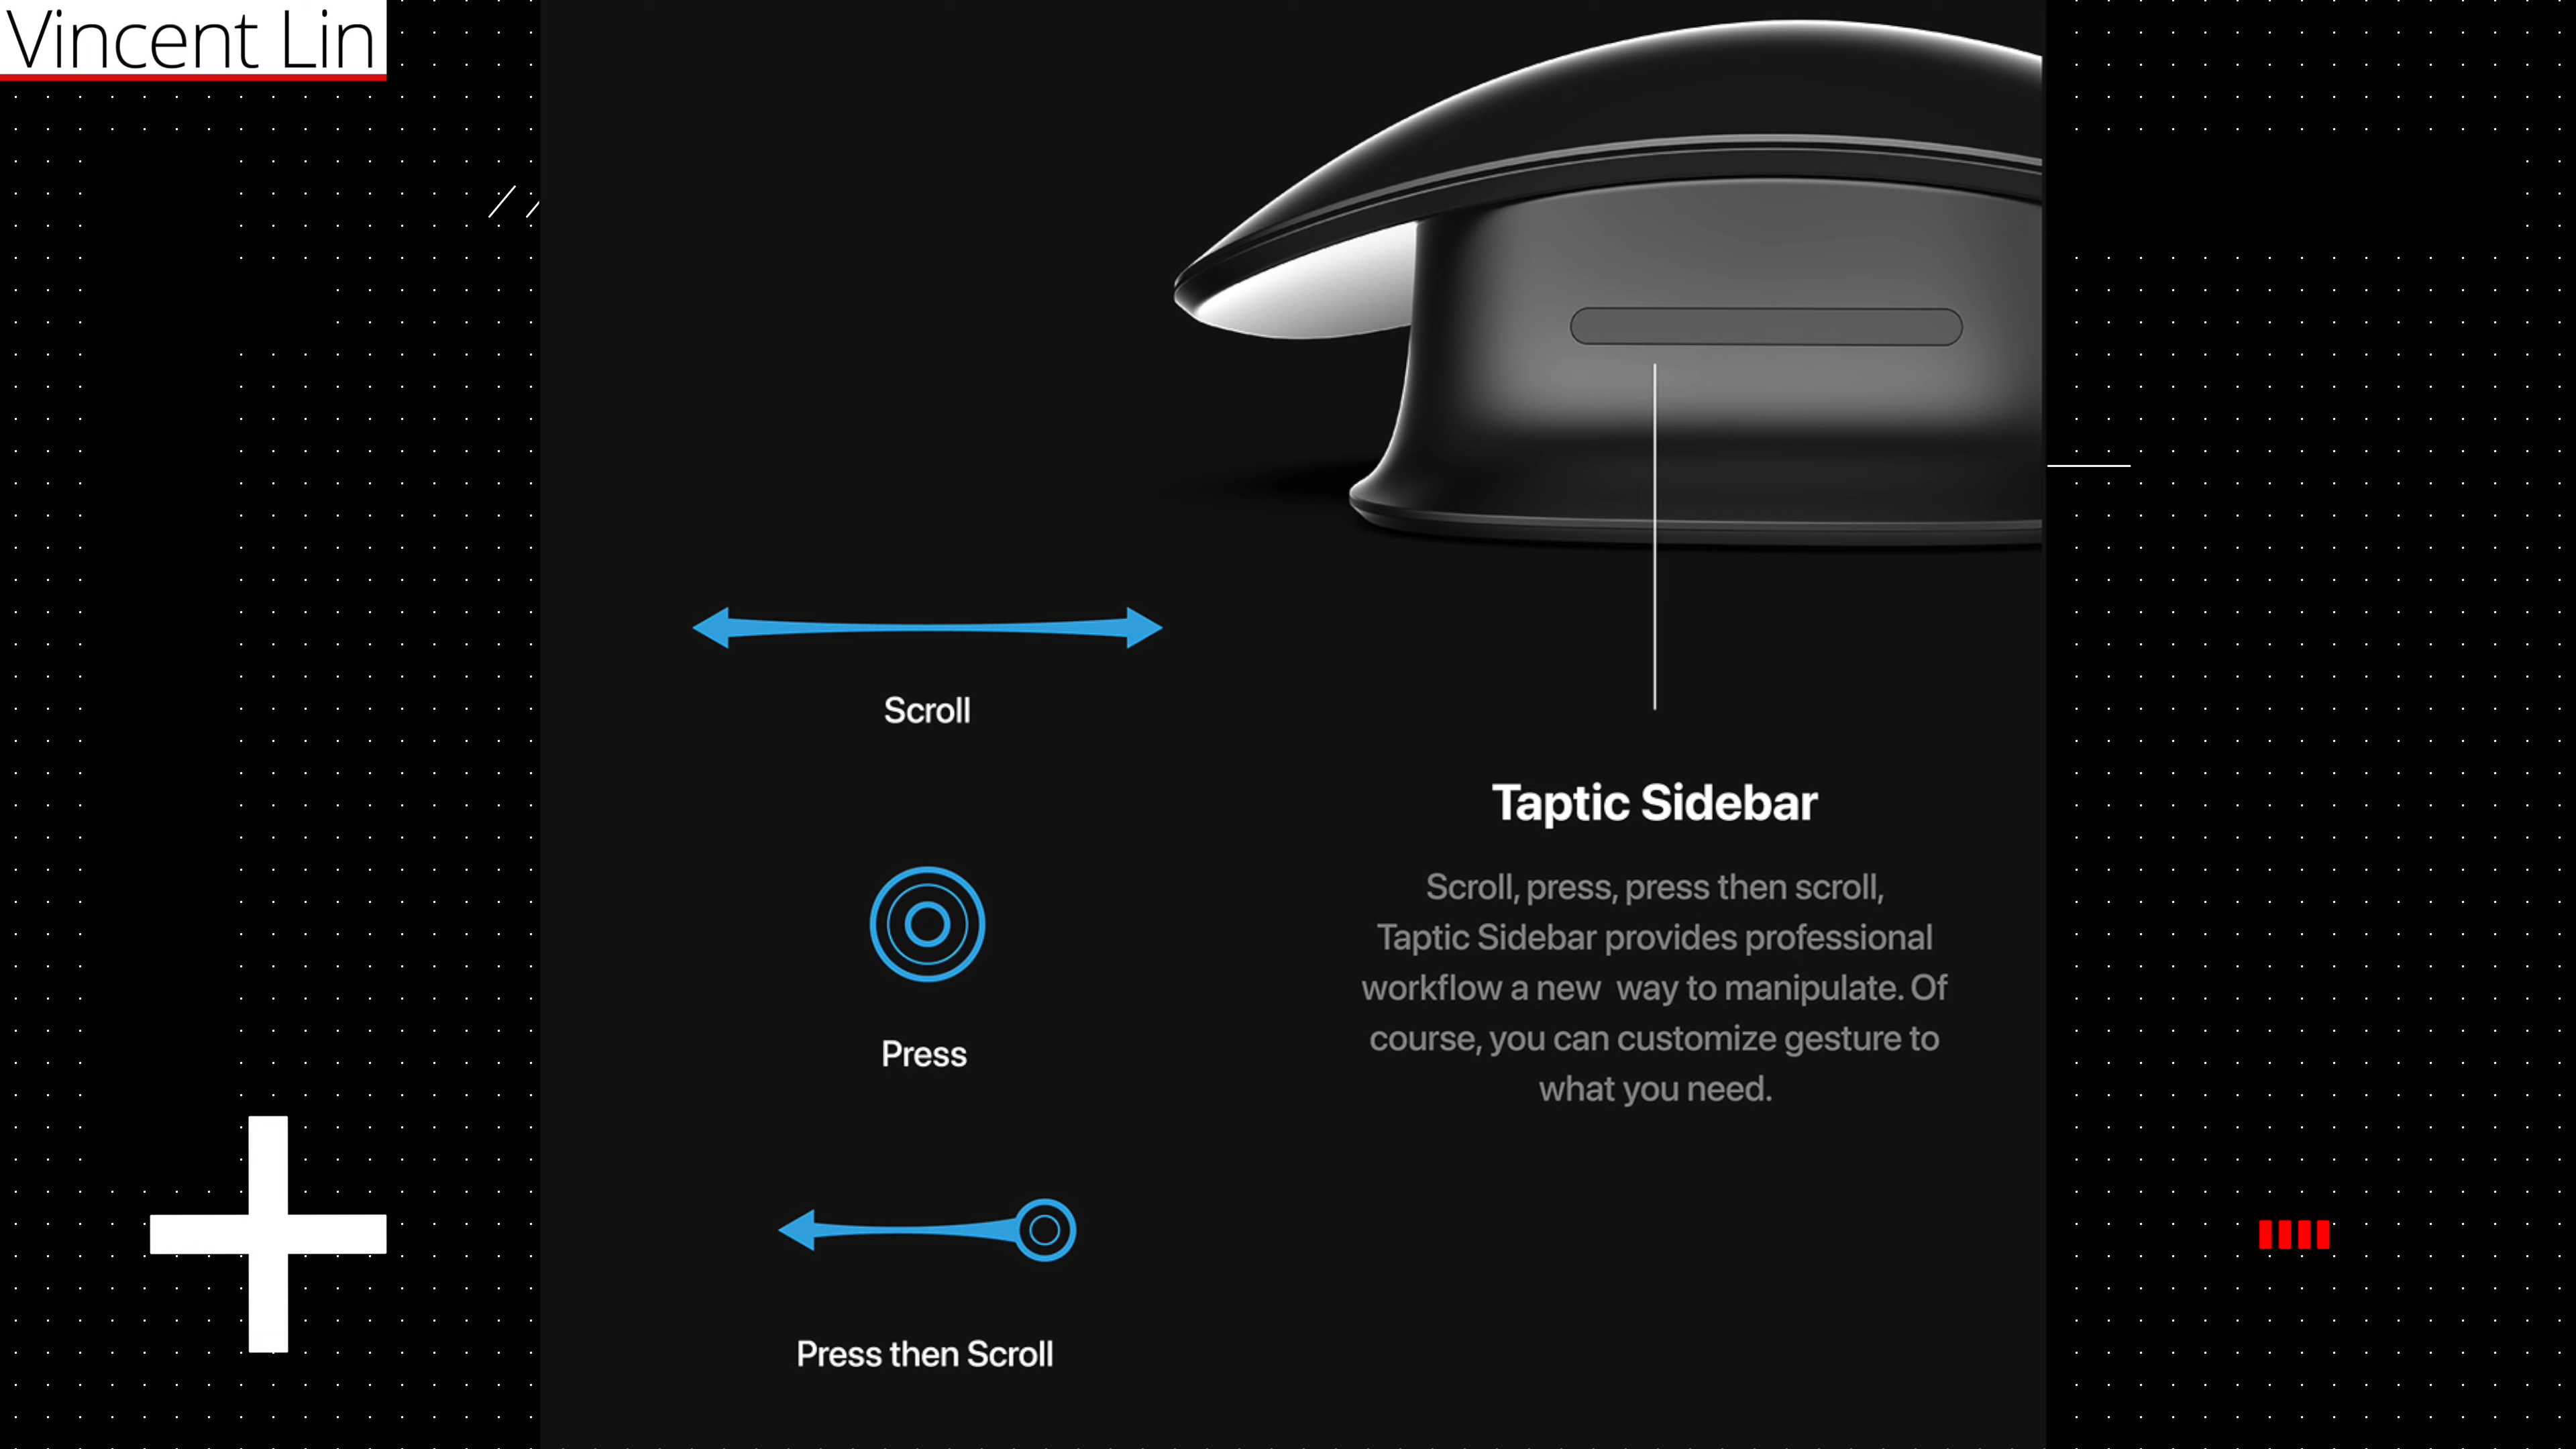 Vincent Lin
Scroll
Press
Press then Scroll
Taptic Sidebar
Scroll, press, press then scroll,
Taptic Sidebar provides professional
workflow a new  way to manipulate. Of
course, you can customize gesture to
what you need.